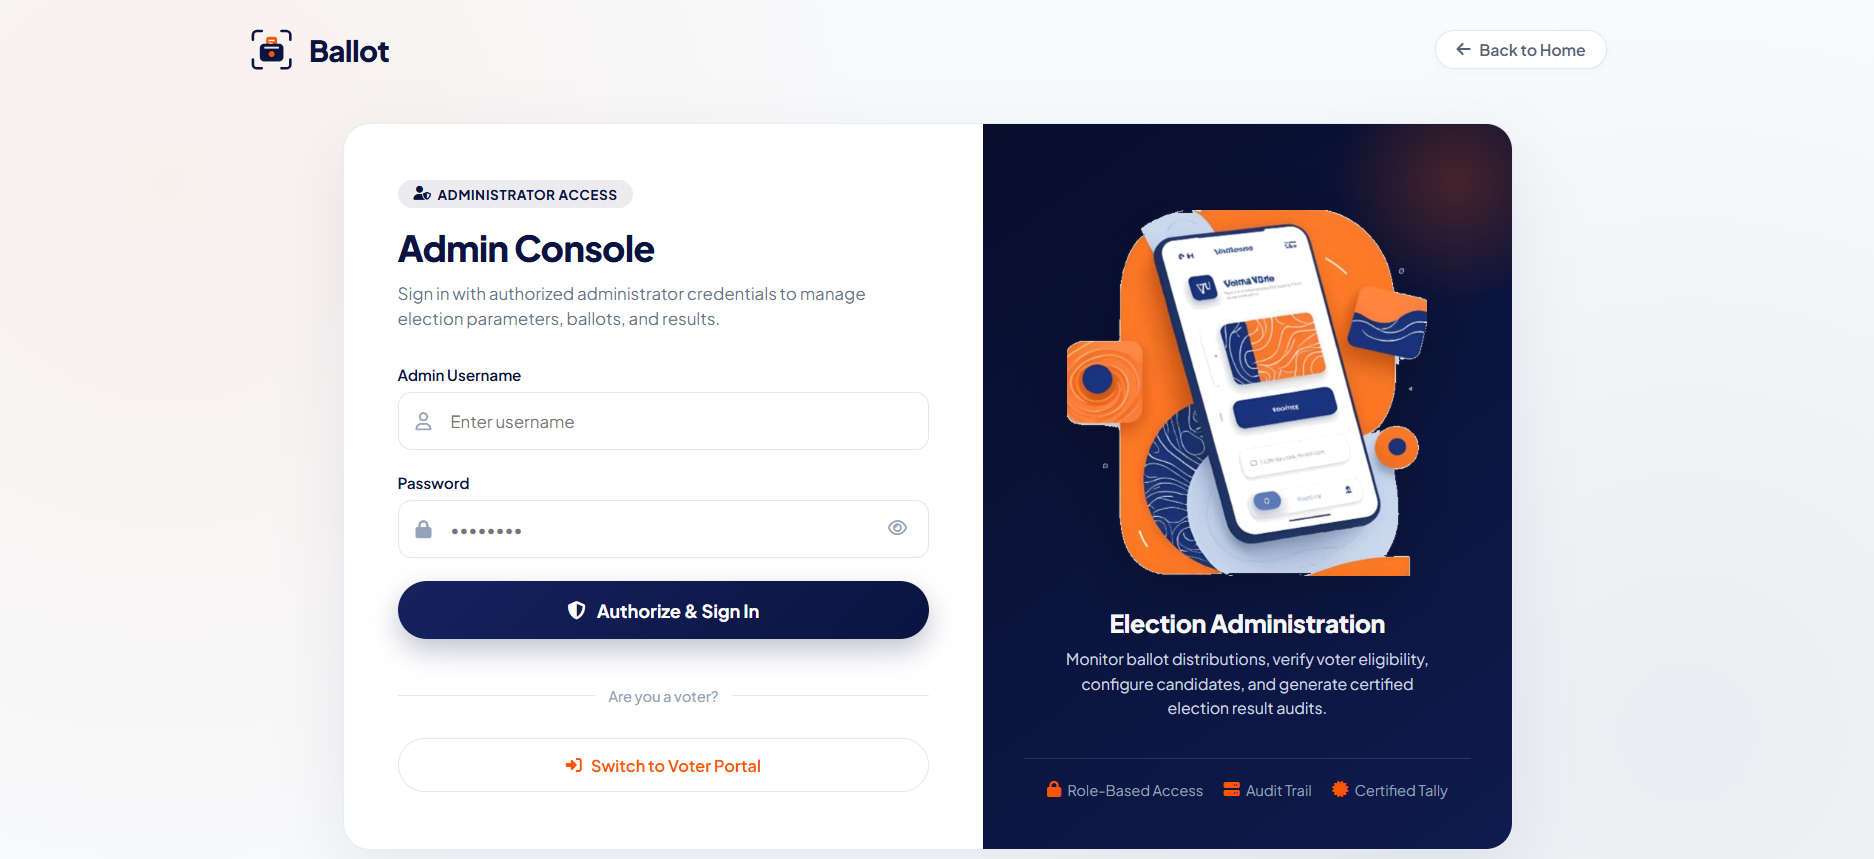 Ballot
Back to Home
ADMINISTRATOR ACCESS
Admin Console
Sign in with authorized administrator credentials to manage
election parameters, ballots, and results.
Admin Username
Enter username
Password
••••••••
Authorize & Sign In
Are you a voter?
Switch to Voter Portal
Election Administration
Monitor ballot distributions, verify voter eligibility,
configure candidates, and generate certified
election result audits.
Role-Based Access
Audit Trail
Certified Tally